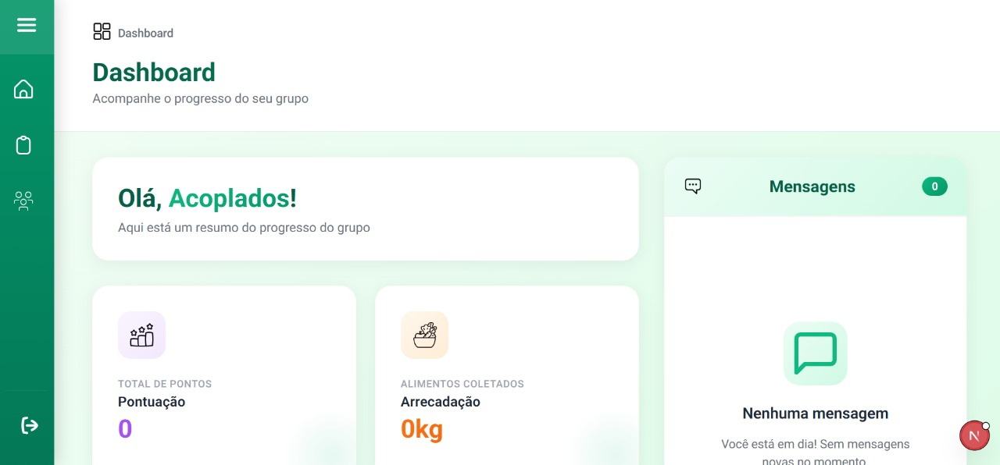 Dashboard
Dashboard
Acompanhe o progresso do seu grupo
Olá, Acoplados!
Aqui está um resumo do progresso do grupo
TOTAL DE PONTOS
Pontuação
0
ALIMENTOS COLETADOS
Arrecadação
0kg
Mensagens
0
Nenhuma mensagem
Você está em dia! Sem mensagens
novas no momento
N